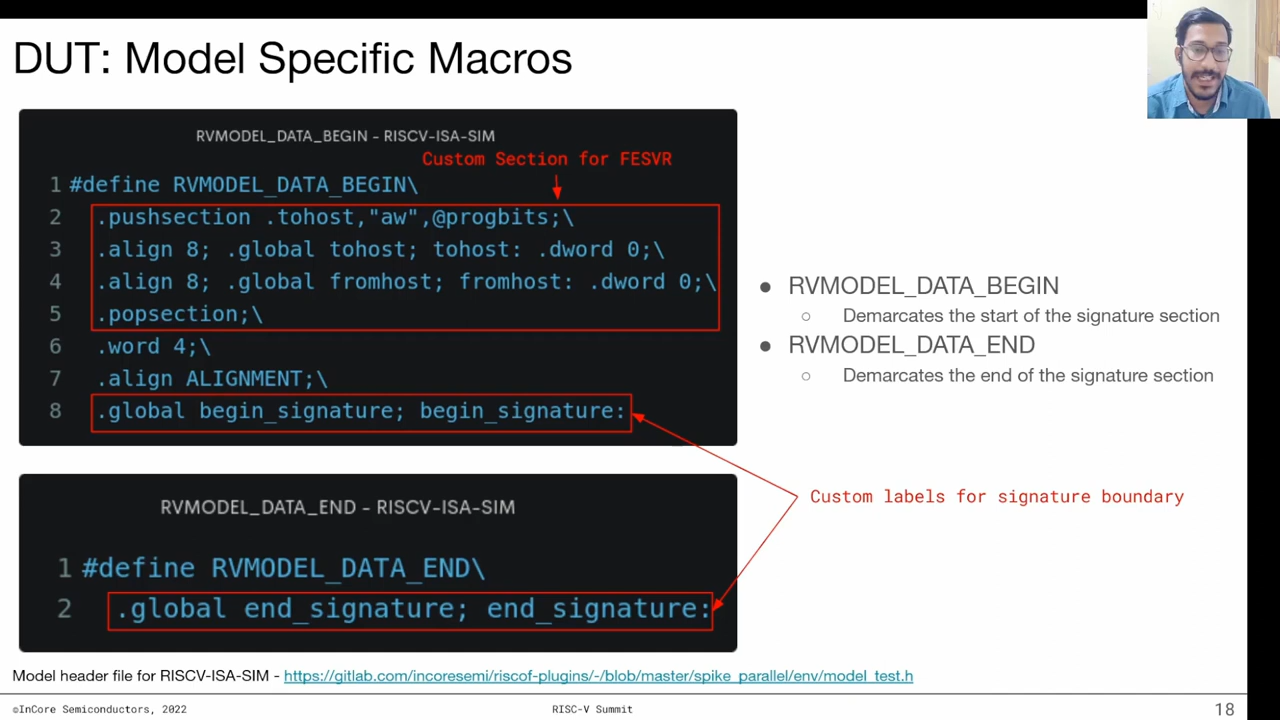 DUT: Model Specific Macros
RVMODEL_DATA_BEGIN - RISCV-ISA-SIM
Custom Section for FESVR
1 #define RVMODEL_DATA_BEGIN\
2 .pushsection .tohost,"aw",@progbits;\
3 .align 8; .global tohost; tohost: .dword 0;\
4 .align 8; .global fromhost; fromhost: .dword 0;\
5 .popsection;\
6 .word 4;\
7 .align ALIGNMENT;\
8 .global begin_signature; begin_signature:
● RVMODEL_DATA_BEGIN
○ Demarcates the start of the signature section
● RVMODEL_DATA_END
○ Demarcates the end of the signature section
Custom labels for signature boundary
RVMODEL_DATA_END - RISCV-ISA-SIM
1 #define RVMODEL_DATA_END\
2 .global end_signature; end_signature:
Model header file for RISCV-ISA-SIM - https://gitlab.com/incoresemi/riscof-plugins/-/blob/master/spike_parallel/env/model_test.h
©InCore Semiconductors, 2022
RISC-V Summit
18